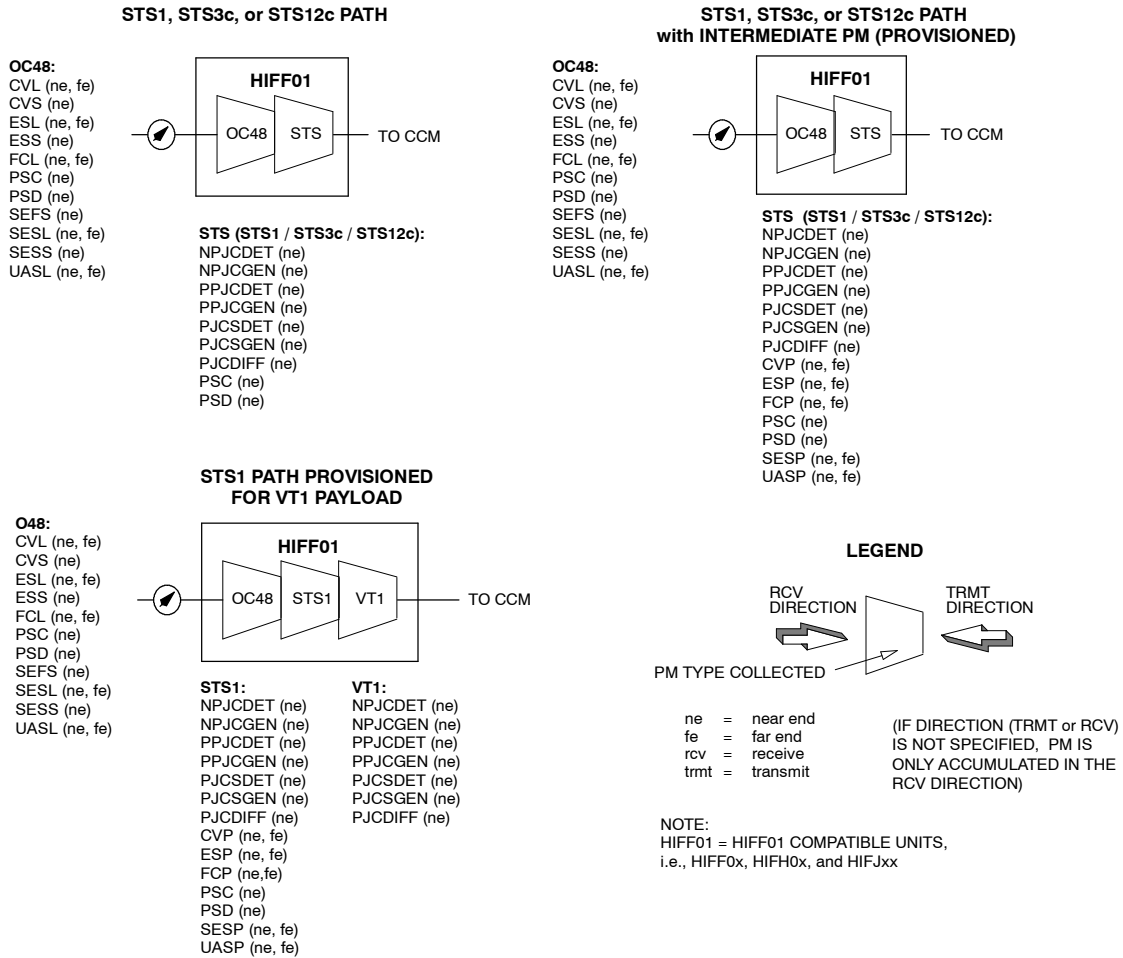 STS1, STS3c, or STS12c PATH
OC48:
CVL (ne, fe)
CVS (ne)
ESL (ne, fe)
ESS (ne)
FCL (ne, fe)
PSC (ne)
PSD (ne)
SEFS (ne)
SESL (ne, fe)
SESS (ne)
UASL (ne, fe)
HIFF01
OC48
STS
TO CCM
STS (STS1 / STS3c / STS12c):
NPJCDET (ne)
NPJCGEN (ne)
PPJCDET (ne)
PPJCGEN (ne)
PJCSDET (ne)
PJCSGEN (ne)
PJCDIFF (ne)
PSC (ne)
PSD (ne)
STS1, STS3c, or STS12c PATH
with INTERMEDIATE PM (PROVISIONED)
OC48:
CVL (ne, fe)
CVS (ne)
ESL (ne, fe)
ESS (ne)
FCL (ne, fe)
PSC (ne)
PSD (ne)
SEFS (ne)
SESL (ne, fe)
SESS (ne)
UASL (ne, fe)
HIFF01
OC48
STS
TO CCM
STS (STS1 / STS3c / STS12c):
NPJCDET (ne)
NPJCGEN (ne)
PPJCDET (ne)
PPJCGEN (ne)
PJCSDET (ne)
PJCSGEN (ne)
PJCDIFF (ne)
CVP (ne, fe)
ESP (ne, fe)
FCP (ne, fe)
PSC (ne)
PSD (ne)
SESP (ne, fe)
UASP (ne, fe)
STS1 PATH PROVISIONED
FOR VT1 PAYLOAD
O48:
CVL (ne, fe)
CVS (ne)
ESL (ne, fe)
ESS (ne)
FCL (ne, fe)
PSC (ne)
PSD (ne)
SEFS (ne)
SESL (ne, fe)
SESS (ne)
UASL (ne, fe)
HIFF01
OC48
STS1
VT1
TO CCM
STS1:
NPJCDET (ne)
NPJCGEN (ne)
PPJCDET (ne)
PPJCGEN (ne)
PJCSDET (ne)
PJCSGEN (ne)
PJCDIFF (ne)
CVP (ne, fe)
ESP (ne, fe)
FCP (ne,fe)
PSC (ne)
PSD (ne)
SESP (ne, fe)
UASP (ne, fe)
VT1:
NPJCDET (ne)
NPJCGEN (ne)
PPJCDET (ne)
PPJCGEN (ne)
PJCSDET (ne)
PJCSGEN (ne)
PJCDIFF (ne)
LEGEND
RCV
DIRECTION
TRMT
DIRECTION
PM TYPE COLLECTED
ne = near end
fe = far end
rcv = receive
trmt = transmit
(IF DIRECTION (TRMT or RCV)
IS NOT SPECIFIED, PM IS
ONLY ACCUMULATED IN THE
RCV DIRECTION)
NOTE:
HIFF01 = HIFF01 COMPATIBLE UNITS,
i.e., HIFF0x, HIFH0x, and HIFJxx